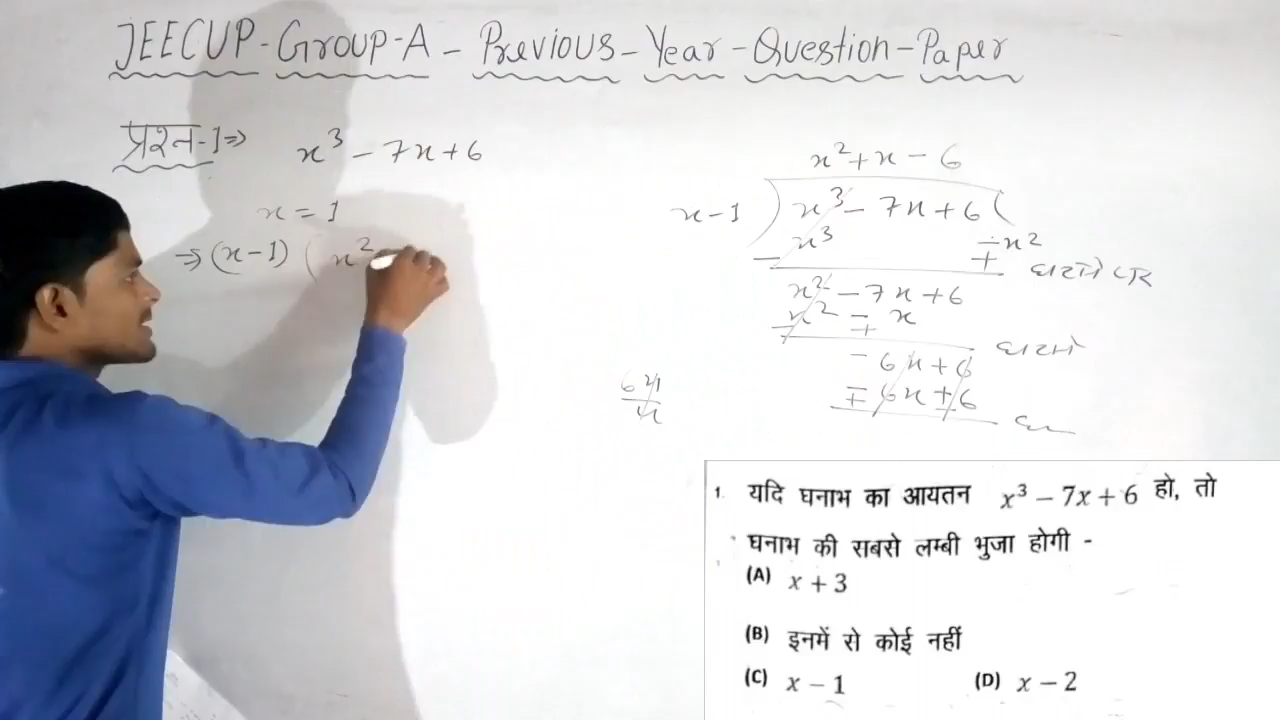 JEECUP-Group-A-Previous-Year-Question-Paper
प्रश्न-1⇒ x³ - 7x + 6
x = 1
⇒ (x-1) ( x²
x² + x - 6
x-1 ) x³ - 7x + 6 (
x³ - x²
- + घटाने पर
x² - 7x + 6
x² - x
- + घटाने
- 6x + 6
- 6x + 6
+ -
6x
x
1. यदि घनाभ का आयतन x³ - 7x + 6 हो, तो
घनाभ की सबसे लम्बी भुजा होगी -
(A) x + 3
(B) इनमें से कोई नहीं
(C) x - 1 (D) x - 2